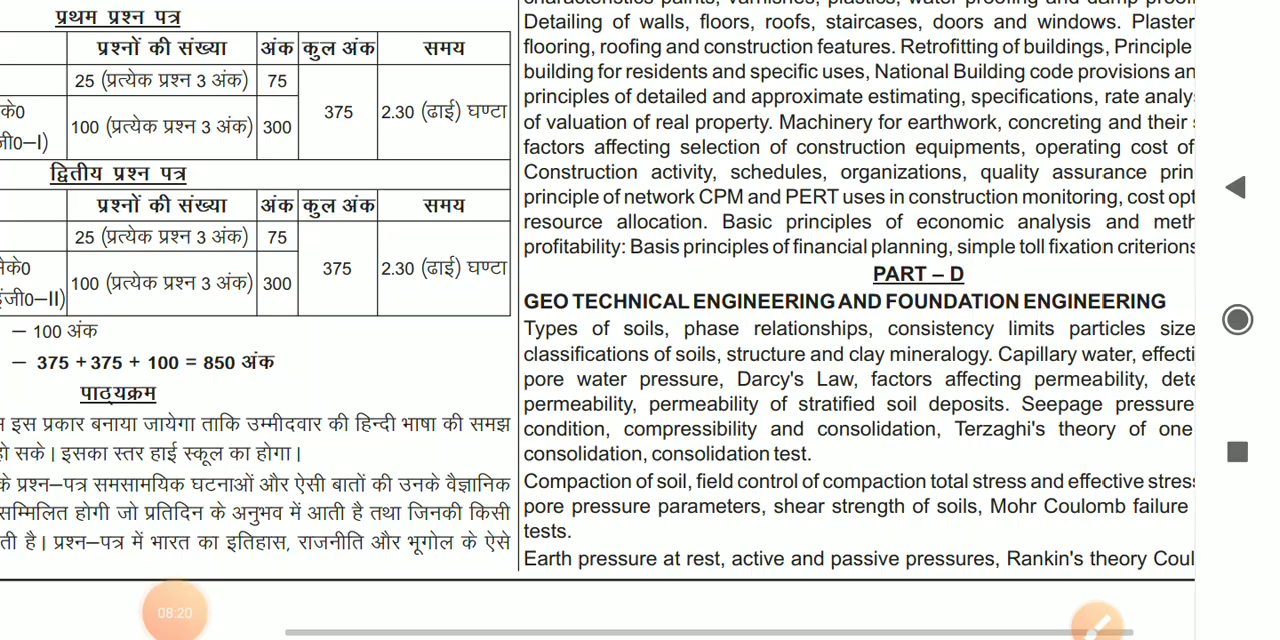 प्रथम प्रश्न पत्र
प्रश्नों की संख्या अंक कुल अंक समय
25 (प्रत्येक प्रश्न 3 अंक) 75
375 2.30 (ढाई) घण्टा
के0
100 (प्रत्येक प्रश्न 3 अंक) 300
जी0–I)
द्वितीय प्रश्न पत्र
प्रश्नों की संख्या अंक कुल अंक समय
25 (प्रत्येक प्रश्न 3 अंक) 75
375 2.30 (ढाई) घण्टा
के0
100 (प्रत्येक प्रश्न 3 अंक) 300
इंजी0–II)
– 100 अंक
– 375 + 375 + 100 = 850 अंक
पाठ्यक्रम
इस प्रकार बनाया जायेगा ताकि उम्मीदवार की हिन्दी भाषा की समझ
हो सके। इसका स्तर हाई स्कूल का होगा।
के प्रश्न–पत्र समसामयिक घटनाओं और ऐसी बातों की उनके वैज्ञानिक
सम्मिलित होगी जो प्रतिदिन के अनुभव में आती है तथा जिनकी किसी
ती है। प्रश्न–पत्र में भारत का इतिहास, राजनीति और भूगोल के ऐसे
Detailing of walls, floors, roofs, staircases, doors and windows. Plaster
flooring, roofing and construction features. Retrofitting of buildings, Principle
building for residents and specific uses, National Building code provisions an
principles of detailed and approximate estimating, specifications, rate analy
of valuation of real property. Machinery for earthwork, concreting and their
factors affecting selection of construction equipments, operating cost of
Construction activity, schedules, organizations, quality assurance prin
principle of network CPM and PERT uses in construction monitoring, cost opt
resource allocation. Basic principles of economic analysis and meth
profitability: Basis principles of financial planning, simple toll fixation criterions
PART – D
GEO TECHNICAL ENGINEERING AND FOUNDATION ENGINEERING
Types of soils, phase relationships, consistency limits particles size
classifications of soils, structure and clay mineralogy. Capillary water, effecti
pore water pressure, Darcy's Law, factors affecting permeability, dete
permeability, permeability of stratified soil deposits. Seepage pressure
condition, compressibility and consolidation, Terzaghi's theory of one
consolidation, consolidation test.
Compaction of soil, field control of compaction total stress and effective stress
pore pressure parameters, shear strength of soils, Mohr Coulomb failure
tests.
Earth pressure at rest, active and passive pressures, Rankin's theory Coul
08:20